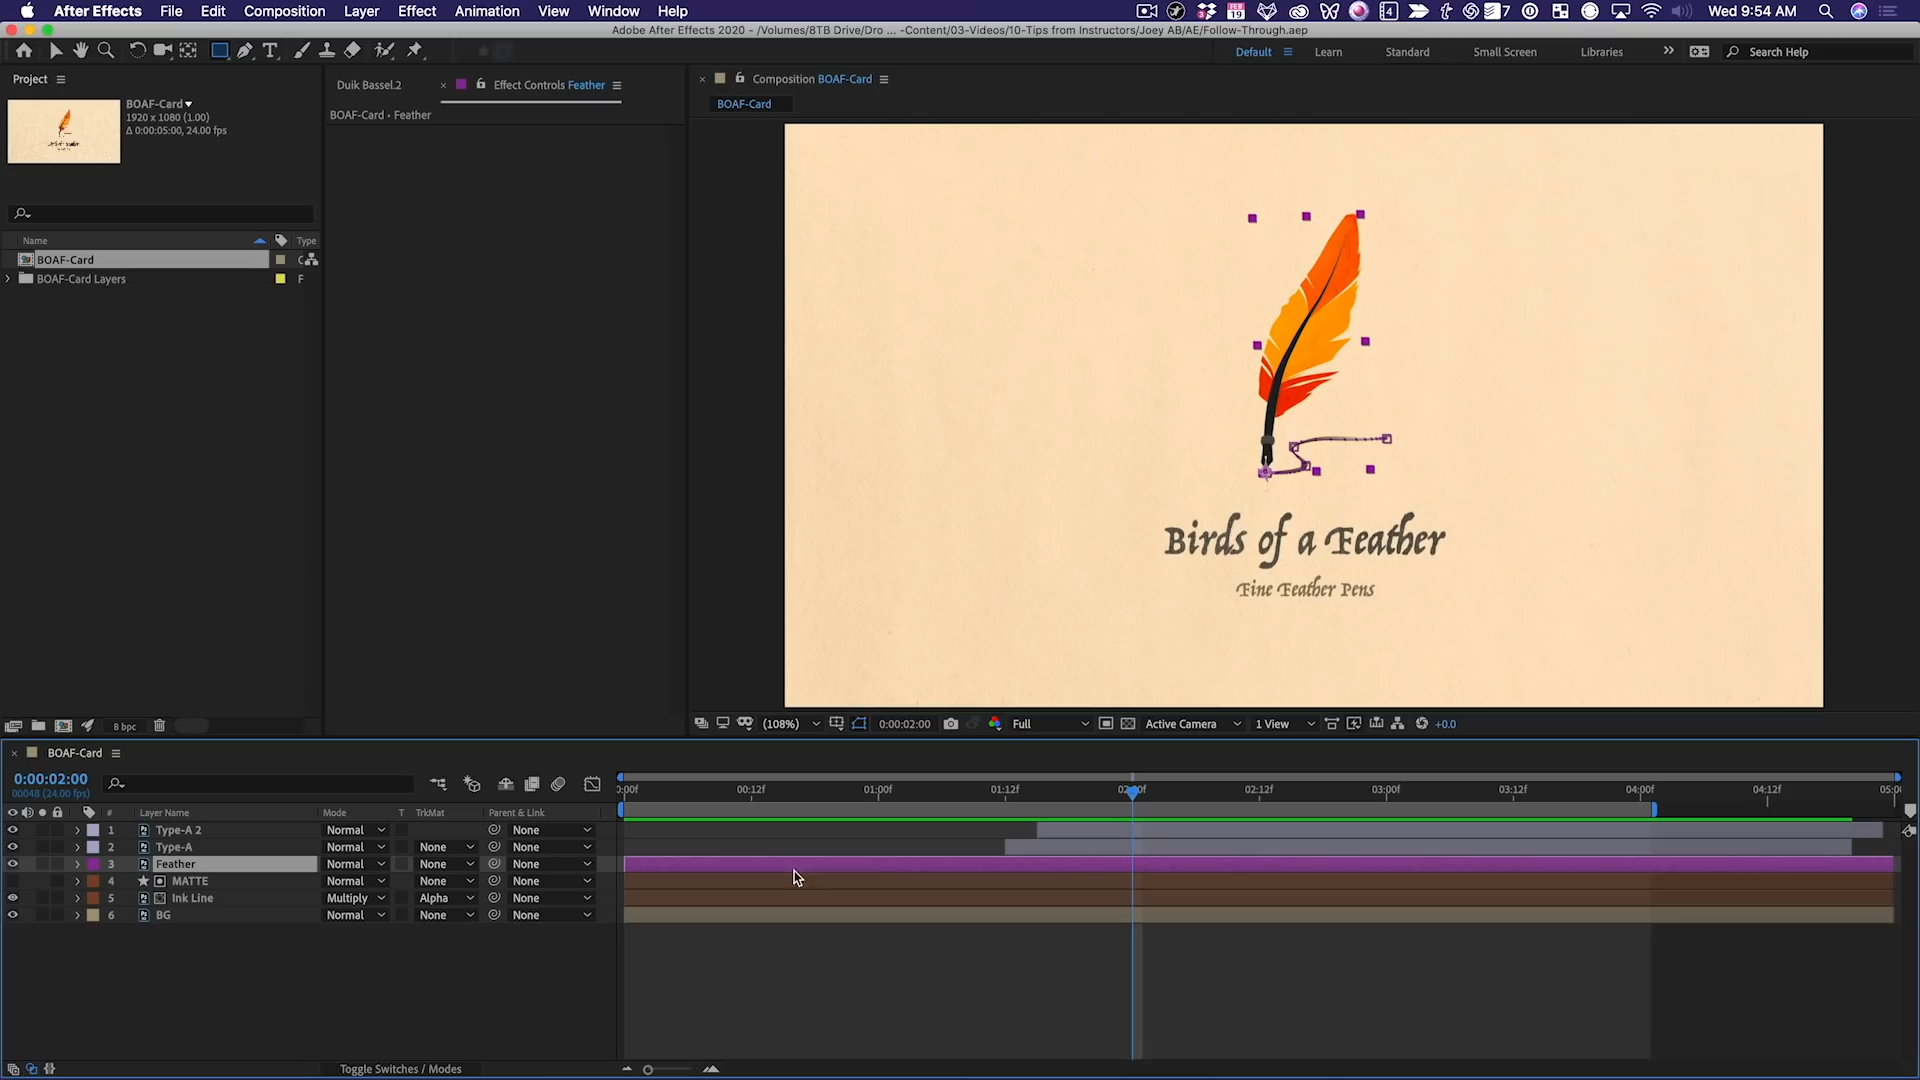 After Effects File Edit Composition Layer Effect Animation View Window Help
FEB 19 4 7 Wed 9:54 AM
Adobe After Effects 2020 - /Volumes/8TB Drive/Dro ... -Content/03-Videos/10-Tips from Instructors/Joey AB/AE/Follow-Through.aep
Default Learn Standard Small Screen Libraries » Search Help
Project
Duik Bassel.2 × Effect Controls Feather
× Composition BOAF-Card
BOAF-Card
1920 x 1080 (1.00)
Δ 0:00:05:00, 24.00 fps
BOAF-Card • Feather
BOAF-Card
Name Type
BOAF-Card C
BOAF-Card Layers F
Birds of a Feather
Fine Feather Pens
8 bpc
(108%) 0:00:02:00 Full Active Camera 1 View +0.0
× BOAF-Card
0:00:02:00
00048 (24.00 fps)
0:00f 00:12f 01:00f 01:12f 02:00f 02:12f 03:00f 03:12f 04:00f 04:12f 05:00
# Layer Name Mode T TrkMat Parent & Link
1 Type-A 2 Normal None
2 Type-A Normal None None
3 Feather Normal None None
4 MATTE Normal None None
5 Ink Line Multiply Alpha None
6 BG Normal None None
Toggle Switches / Modes